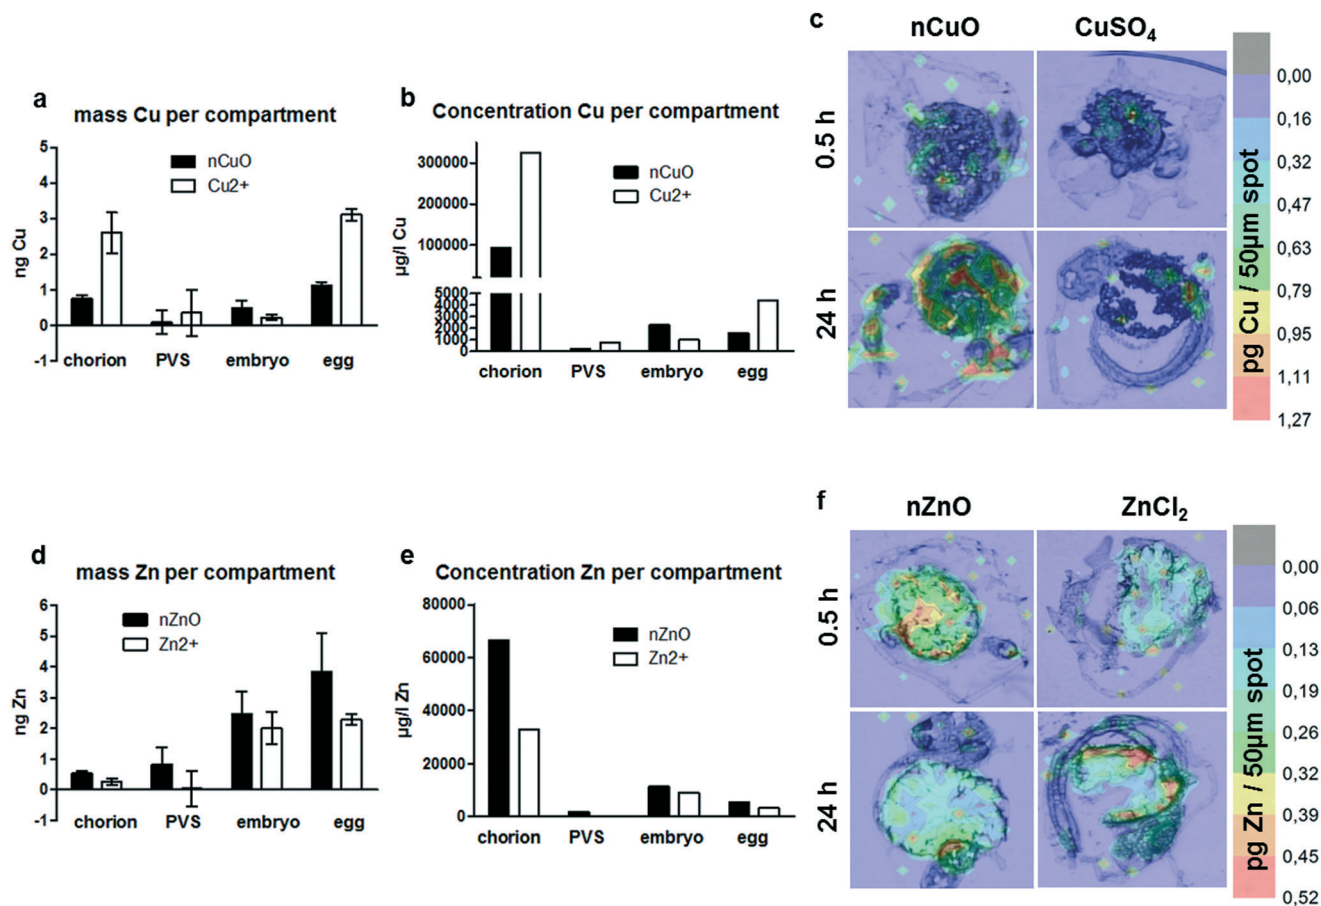 a
mass Cu per compartment
nCuO
Cu2+
ng Cu
5
4
3
2
1
0
-1
chorion PVS embryo egg
b
Concentration Cu per compartment
nCuO
Cu2+
µg/l Cu
300000
200000
100000
5000
4000
3000
2000
1000
0
chorion PVS embryo egg
c
nCuO CuSO₄
0.5 h
24 h
pg Cu / 50µm spot
0,00
0,16
0,32
0,47
0,63
0,79
0,95
1,11
1,27
d
mass Zn per compartment
nZnO
Zn2+
ng Zn
6
5
4
3
2
1
0
-1
chorion PVS embryo egg
e
Concentration Zn per compartment
nZnO
Zn2+
µg/l Zn
80000
60000
40000
20000
0
chorion PVS embryo egg
f
nZnO ZnCl₂
0.5 h
24 h
pg Zn / 50µm spot
0,00
0,06
0,13
0,19
0,26
0,32
0,39
0,45
0,52